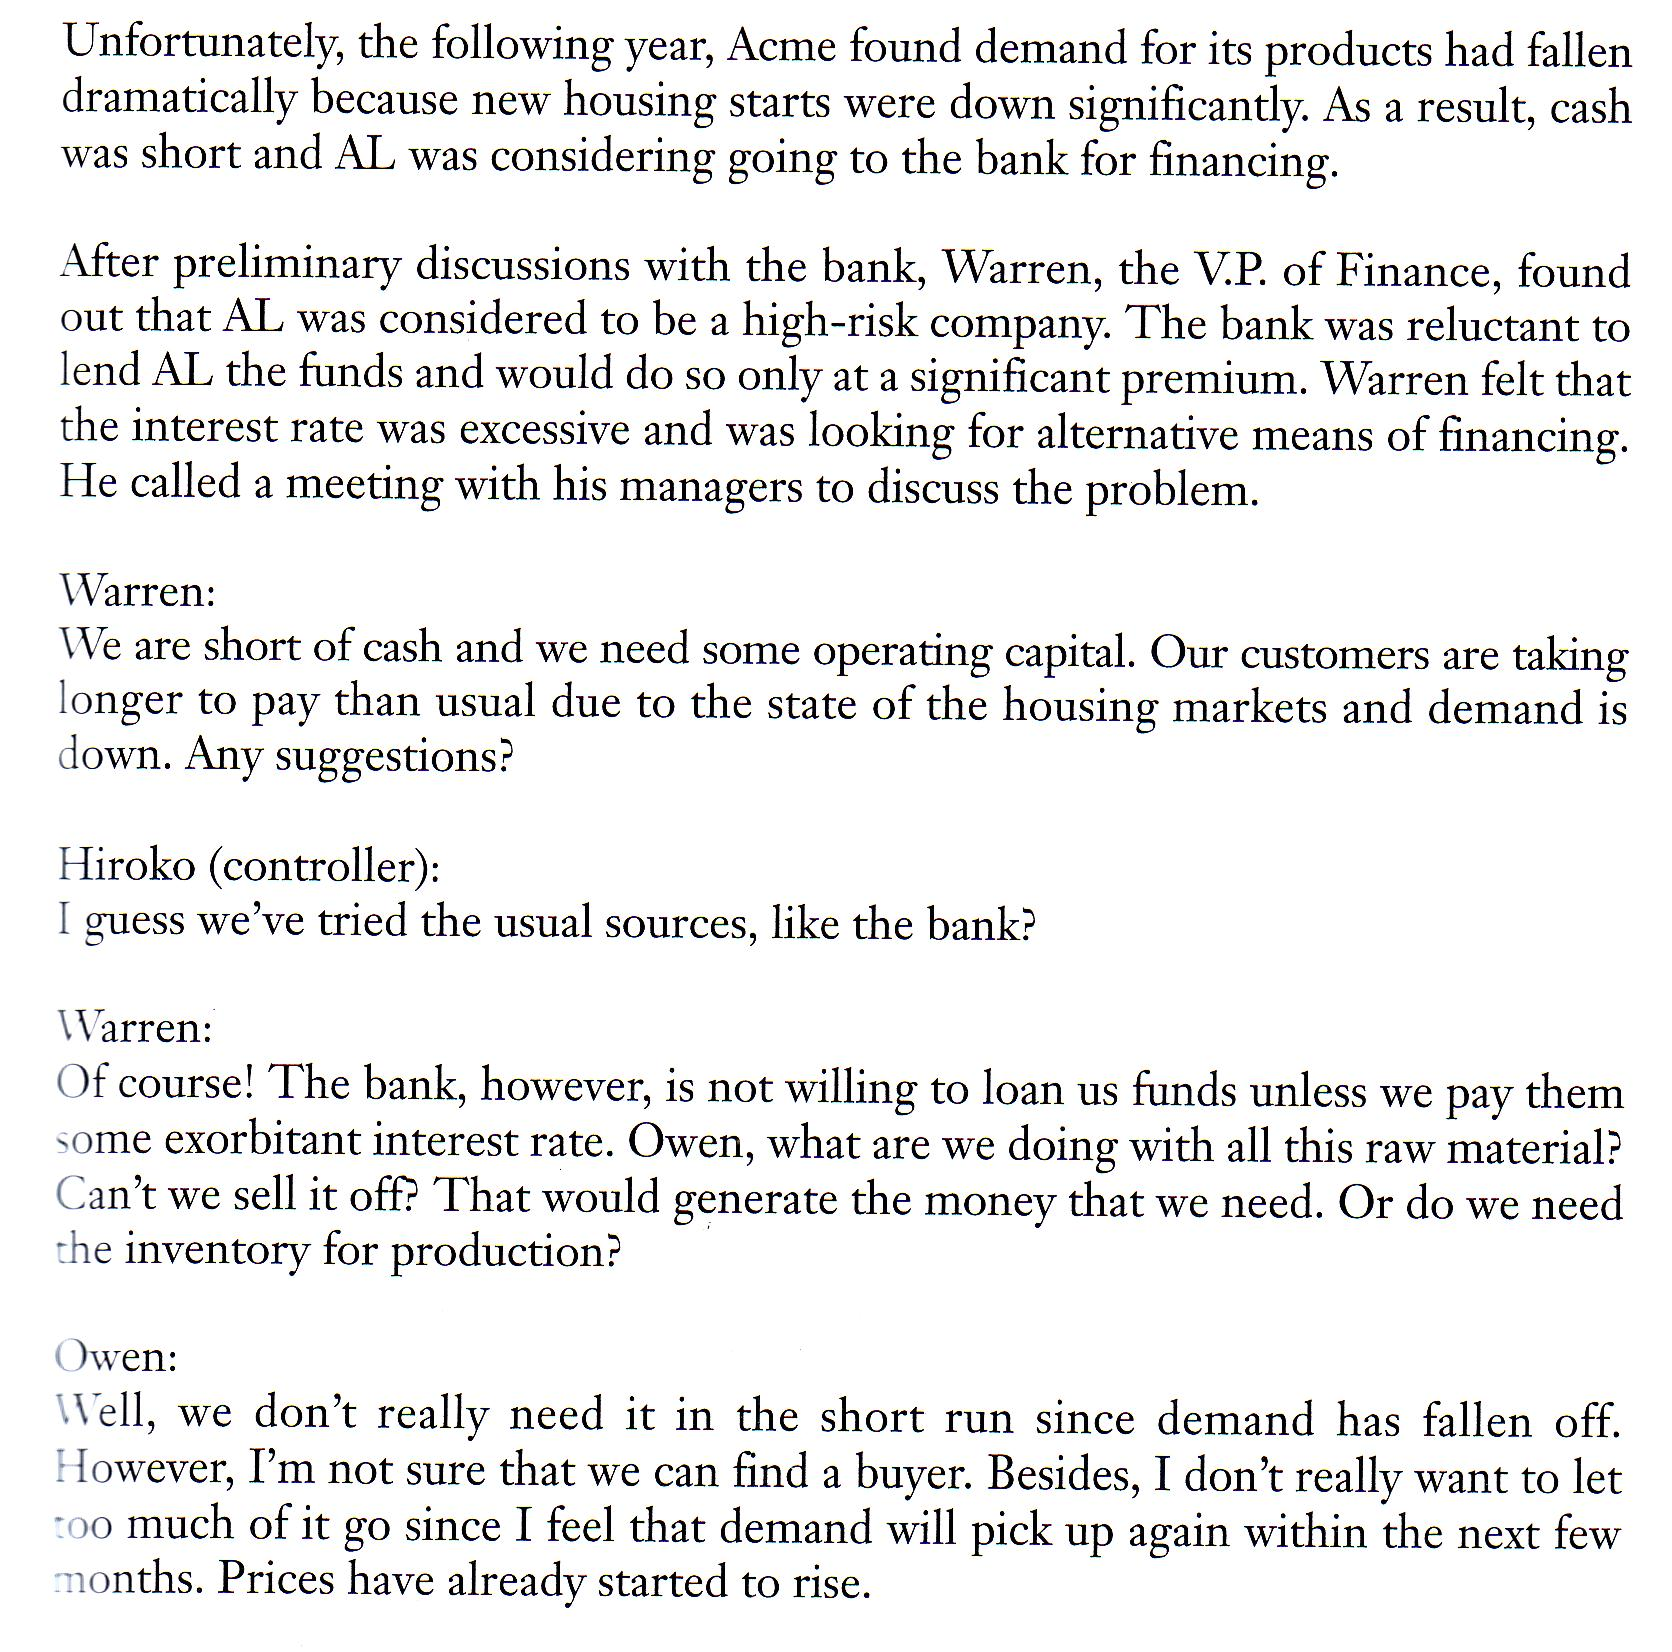 Unfortunately, the following year, Acme found demand for its products had fallen
dramatically because new housing starts were down significantly. As a result, cash
was short and AL was considering going to the bank for financing.
After preliminary discussions with the bank, Warren, the V.P. of Finance, found
out that AL was considered to be a high-risk company. The bank was reluctant to
lend AL the funds and would do so only at a significant premium. Warren felt that
the interest rate was excessive and was looking for alternative means of financing.
He called a meeting with his managers to discuss the problem.
Warren:
We are short of cash and we need some operating capital. Our customers are taking
longer to pay than usual due to the state of the housing markets and demand is
down. Any suggestions?
Hiroko (controller):
I guess we've tried the usual sources, like the bank?
Warren:
Of course! The bank, however, is not willing to loan us funds unless we pay them
some exorbitant interest rate. Owen, what are we doing with all this raw material?
Can't we sell it off? That would generate the money that we need. Or do we need
the inventory for production?
Owen:
Well, we don't really need it in the short run since demand has fallen off.
However, I'm not sure that we can find a buyer. Besides, I don't really want to let
too much of it go since I feel that demand will pick up again within the next few
months. Prices have already started to rise.